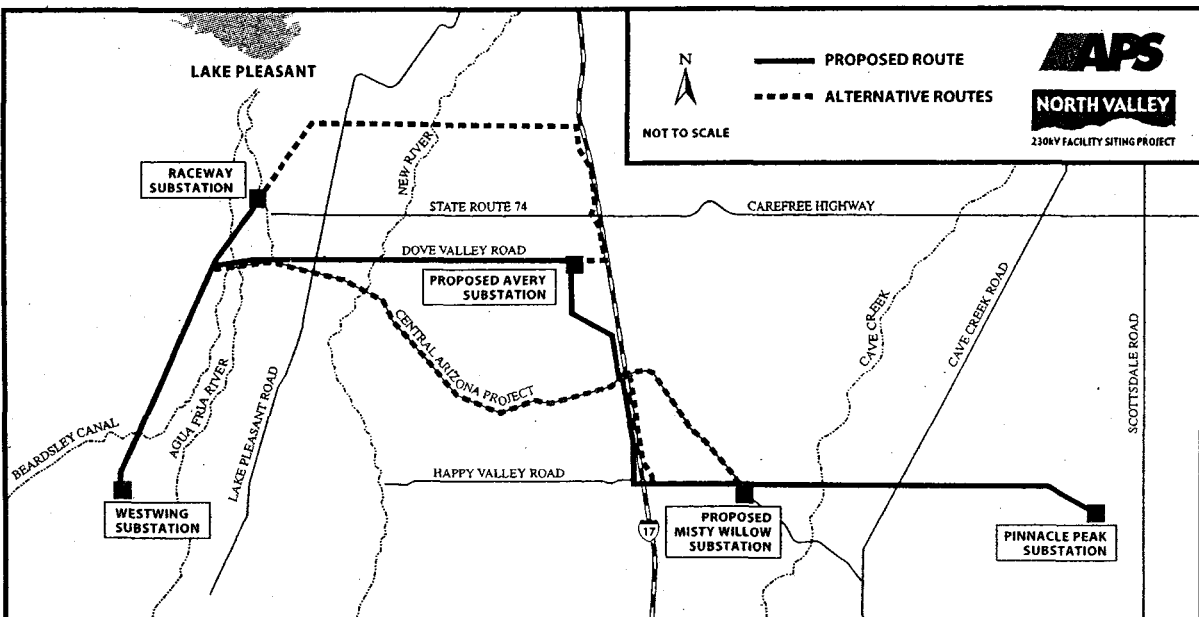 LAKE PLEASANT
N
NOT TO SCALE
PROPOSED ROUTE
ALTERNATIVE ROUTES
APS
NORTH VALLEY
230kV FACILITY SITING PROJECT
RACEWAY
SUBSTATION
NEW RIVER
STATE ROUTE 74
CAREFREE HIGHWAY
DOVE VALLEY ROAD
PROPOSED AVERY
SUBSTATION
CENTRAL ARIZONA PROJECT
CAVE CREEK
CAVE CREEK ROAD
SCOTTSDALE ROAD
BEARDSLEY CANAL
AGUA FRIA RIVER
LAKE PLEASANT ROAD
HAPPY VALLEY ROAD
WESTWING
SUBSTATION
17
PROPOSED
MISTY WILLOW
SUBSTATION
PINNACLE PEAK
SUBSTATION